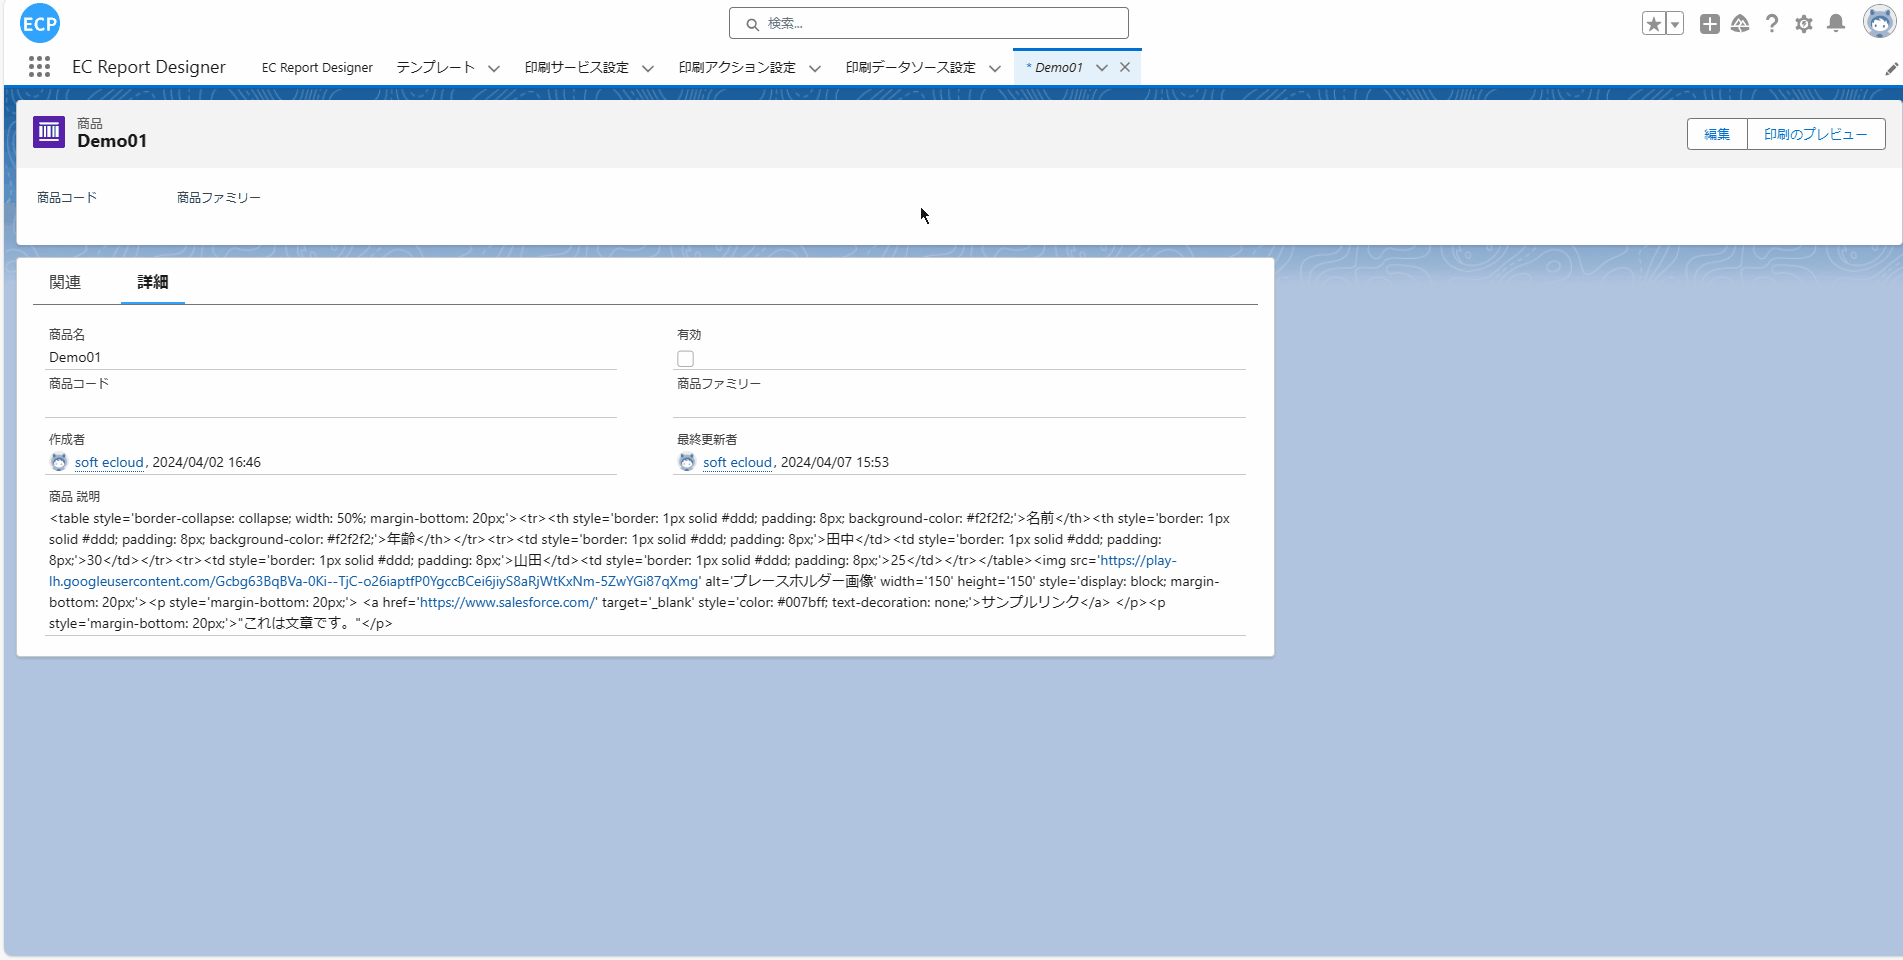 ECP
検索...
EC Report Designer
EC Report Designer
テンプレート
印刷サービス設定
印刷アクション設定
印刷データソース設定
* Demo01
商品
Demo01
編集
印刷のプレビュー
商品コード
商品ファミリー
関連
詳細
商品名
有効
Demo01
商品コード
商品ファミリー
作成者
最終更新者
soft ecloud, 2024/04/02 16:46
soft ecloud, 2024/04/07 15:53
商品 説明
<table style='border-collapse: collapse; width: 50%; margin-bottom: 20px;'><tr><th style='border: 1px solid #ddd; padding: 8px; background-color: #f2f2f2;'>名前</th><th style='border: 1px
solid #ddd; padding: 8px; background-color: #f2f2f2;'>年齢</th></tr><tr><td style='border: 1px solid #ddd; padding: 8px;'>田中</td><td style='border: 1px solid #ddd; padding:
8px;'>30</td></tr><tr><td style='border: 1px solid #ddd; padding: 8px;'>山田</td><td style='border: 1px solid #ddd; padding: 8px;'>25</td></tr></table><img src='https://play-
lh.googleusercontent.com/Gcbg63BqBVa-0Ki--TjC-o26iaptfP0YgccBCei6jiyS8aRjWtKxNm-5ZwYGi87qXmg' alt='プレースホルダー画像' width='150' height='150' style='display: block; margin-
bottom: 20px;'><p style='margin-bottom: 20px;'> <a href='https://www.salesforce.com/' target='_blank' style='color: #007bff; text-decoration: none;'>サンプルリンク</a> </p><p
style='margin-bottom: 20px;'>"これは文章です。"</p>